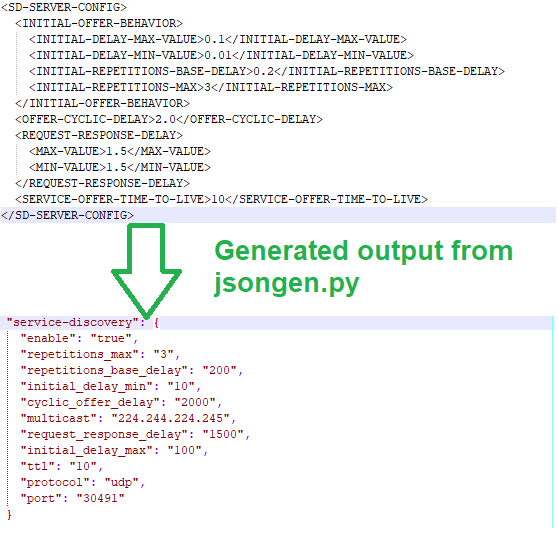 <SD-SERVER-CONFIG>
<INITIAL-OFFER-BEHAVIOR>
<INITIAL-DELAY-MAX-VALUE>0.1</INITIAL-DELAY-MAX-VALUE>
<INITIAL-DELAY-MIN-VALUE>0.01</INITIAL-DELAY-MIN-VALUE>
<INITIAL-REPETITIONS-BASE-DELAY>0.2</INITIAL-REPETITIONS-BASE-DELAY>
<INITIAL-REPETITIONS-MAX>3</INITIAL-REPETITIONS-MAX>
</INITIAL-OFFER-BEHAVIOR>
<OFFER-CYCLIC-DELAY>2.0</OFFER-CYCLIC-DELAY>
<REQUEST-RESPONSE-DELAY>
<MAX-VALUE>1.5</MAX-VALUE>
<MIN-VALUE>1.5</MIN-VALUE>
</REQUEST-RESPONSE-DELAY>
<SERVICE-OFFER-TIME-TO-LIVE>10</SERVICE-OFFER-TIME-TO-LIVE>
</SD-SERVER-CONFIG>
Generated output from
jsongen.py
"service-discovery": {
"enable": "true",
"repetitions_max": "3",
"repetitions_base_delay": "200",
"initial_delay_min": "10",
"cyclic_offer_delay": "2000",
"multicast": "224.244.224.245",
"request_response_delay": "1500",
"initial_delay_max": "100",
"ttl": "10",
"protocol": "udp",
"port": "30491"
}